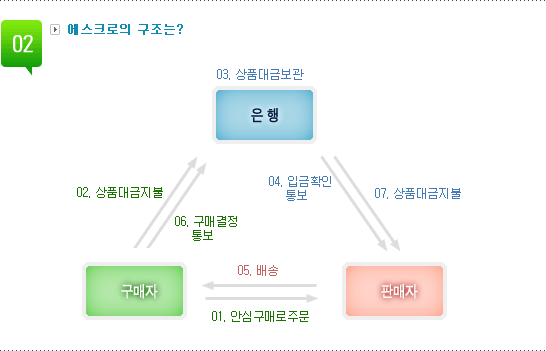 02
에스크로의 구조는?
03. 상품대금보관
은행
02. 상품대금지불
04. 입금확인
통보
07. 상품대금지불
06. 구매결정
통보
구매자
05. 배송
판매자
01. 안심구매로주문